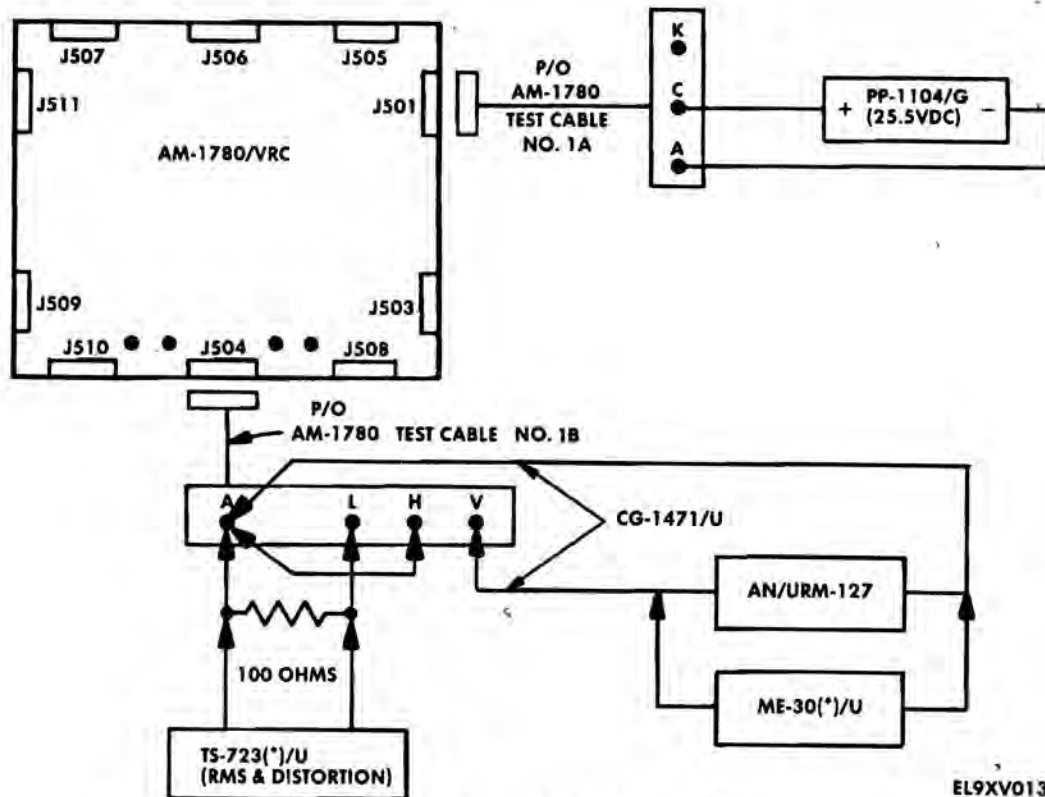 J507
J506
J505
J511
J501
AM-1780/VRC
J509
J503
J510
J504
J508
P/O
AM-1780
TEST CABLE
NO. 1A
K
C
A
+ PP-1104/G −
(25.5VDC)
P/O
AM-1780 TEST CABLE NO. 1B
A L H V
CG-1471/U
AN/URM-127
100 OHMS
ME-30(*)/U
TS-723(*)/U
(RMS & DISTORTION)
EL9XV013